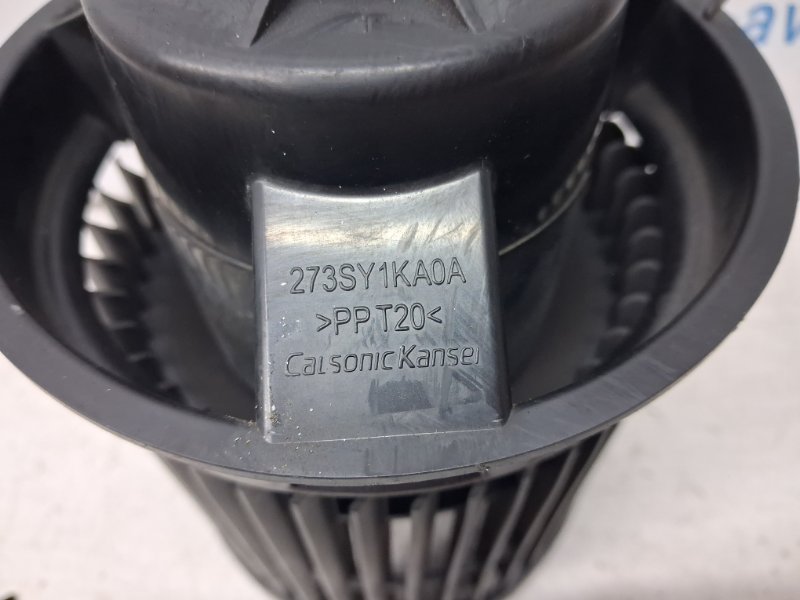 273SY1KA0A
>PP T20<
CalsonicKansei